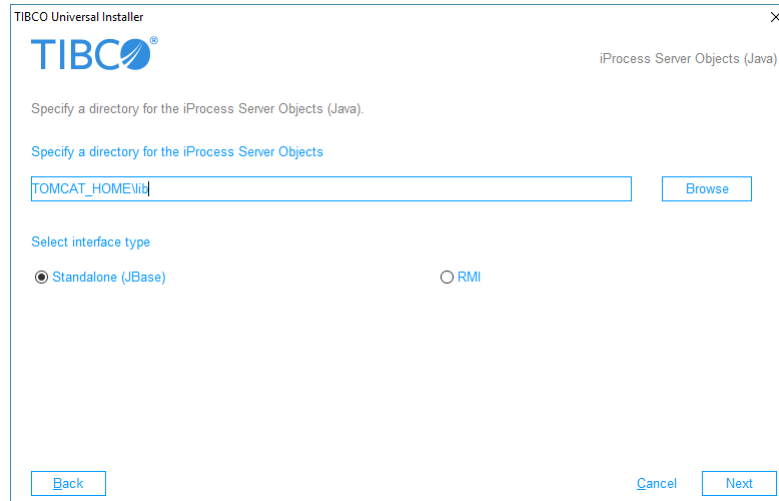 TIBCO Universal Installer
TIBCO®
iProcess Server Objects (Java)
Specify a directory for the iProcess Server Objects (Java).
Specify a directory for the iProcess Server Objects
TOMCAT_HOME\lib
Browse
Select interface type
Standalone (JBase)
RMI
Back
Cancel
Next